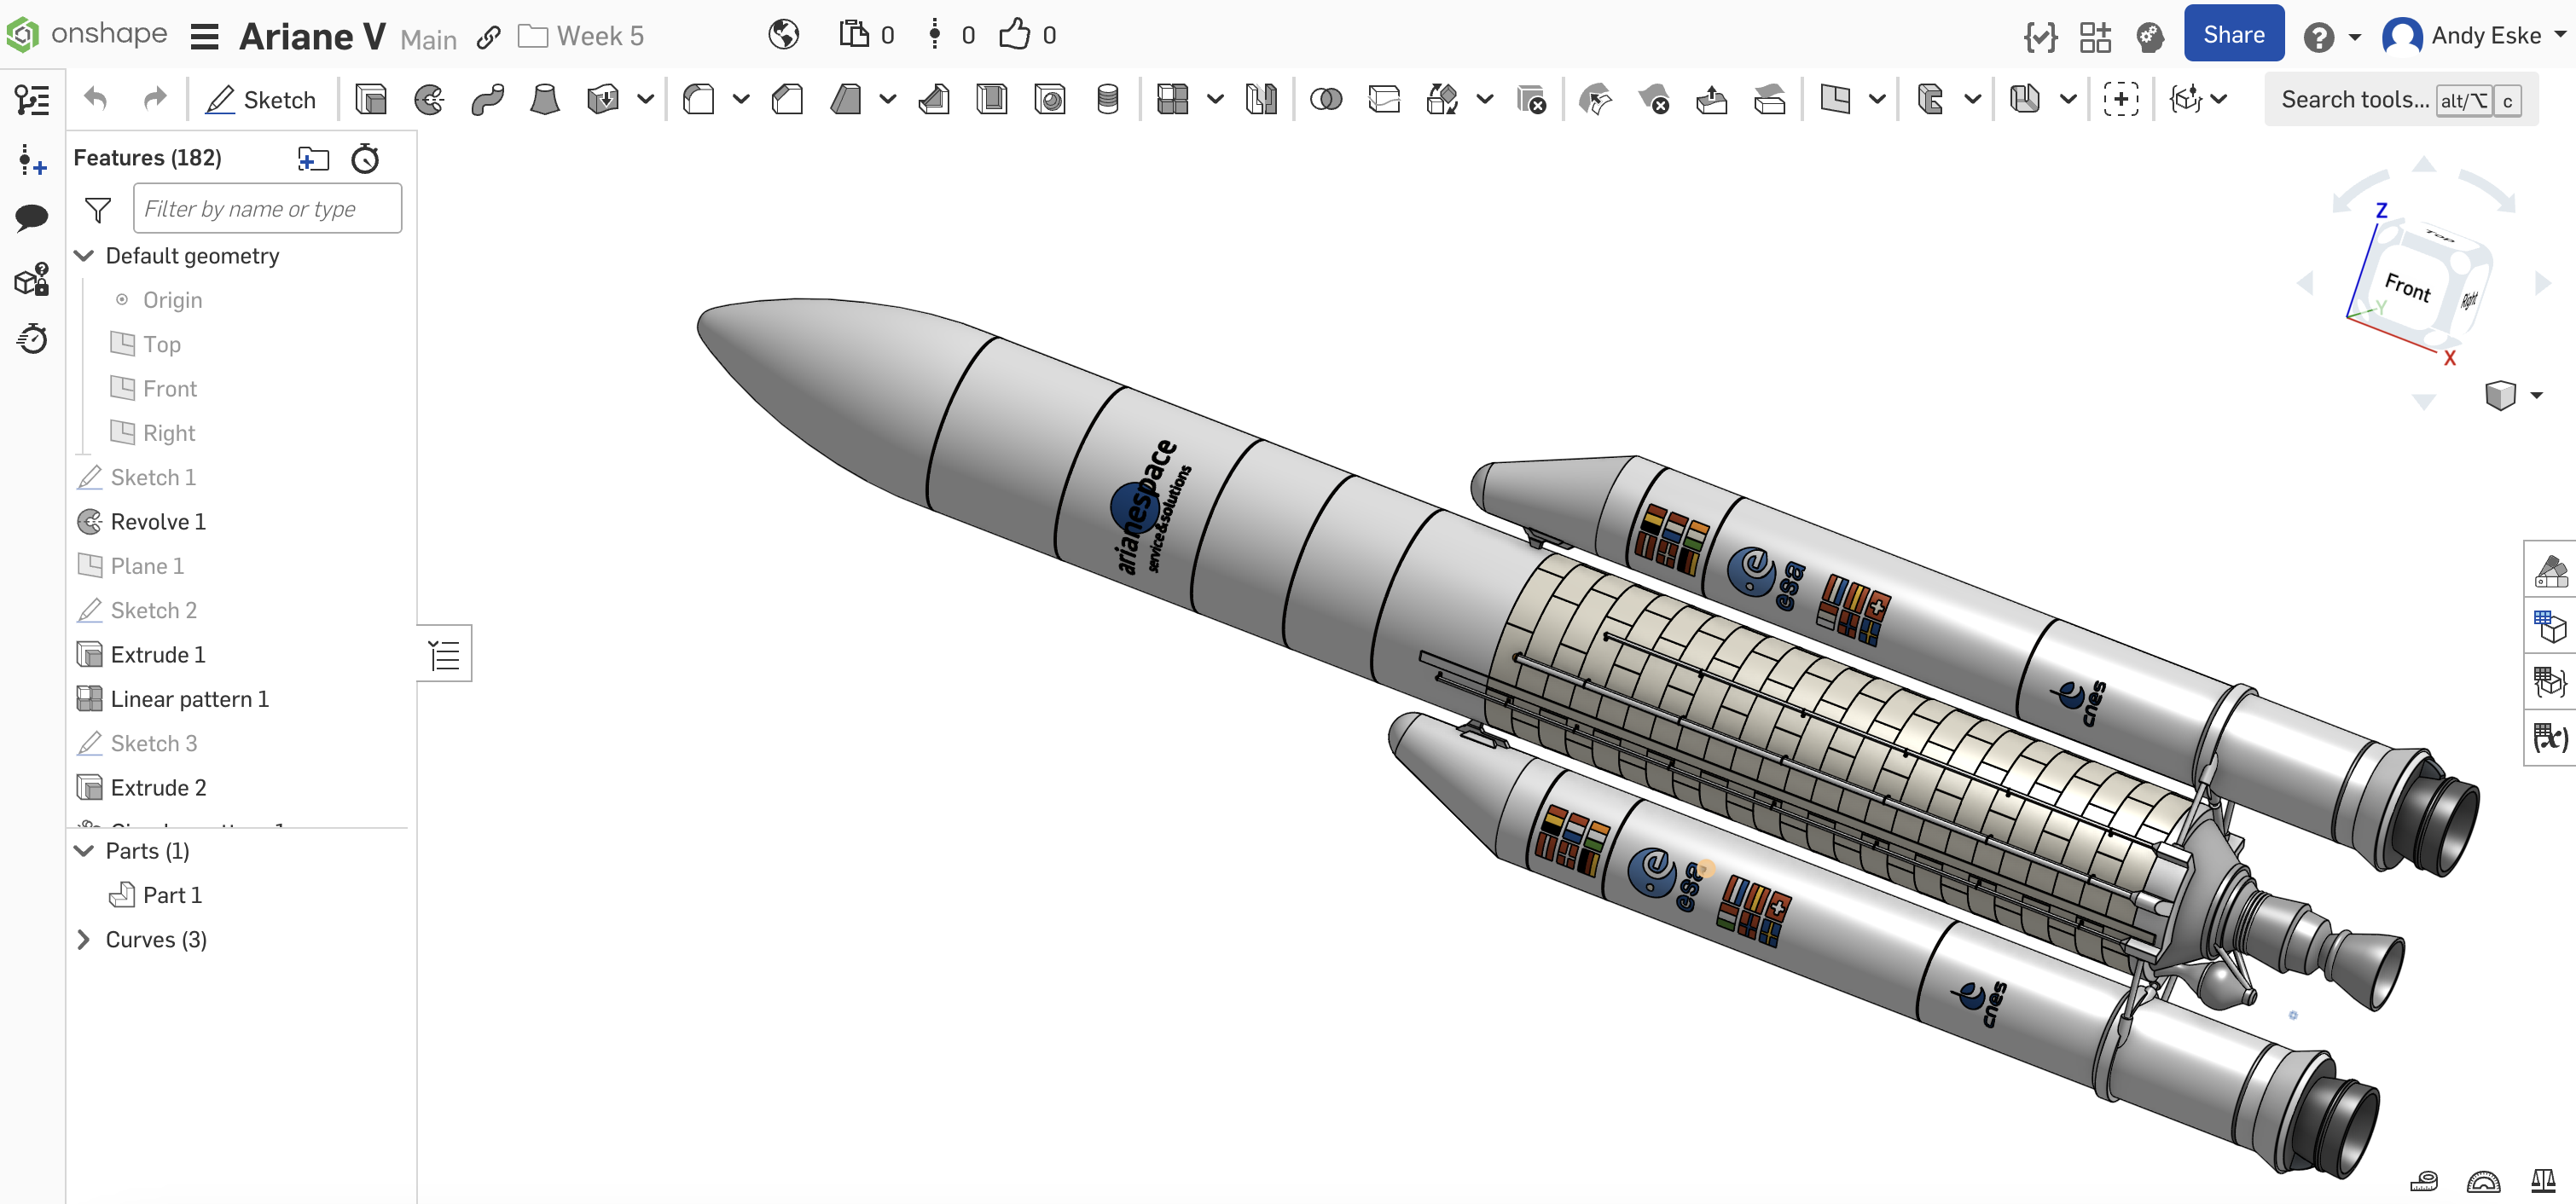 onshape
Ariane V Main Week 5 0 0 0
Share Andy Eske
Sketch Search tools... alt/⌥ c
Features (182)
Filter by name or type
Default geometry
Origin
Top
Front
Right
Sketch 1
Revolve 1
Plane 1
Sketch 2
Extrude 1
Linear pattern 1
Sketch 3
Extrude 2
Parts (1)
Part 1
Curves (3)
Z
Top
Front
Right
Y
X
arianespace
service & solutions
esa
cnes
esa
cnes
(x)